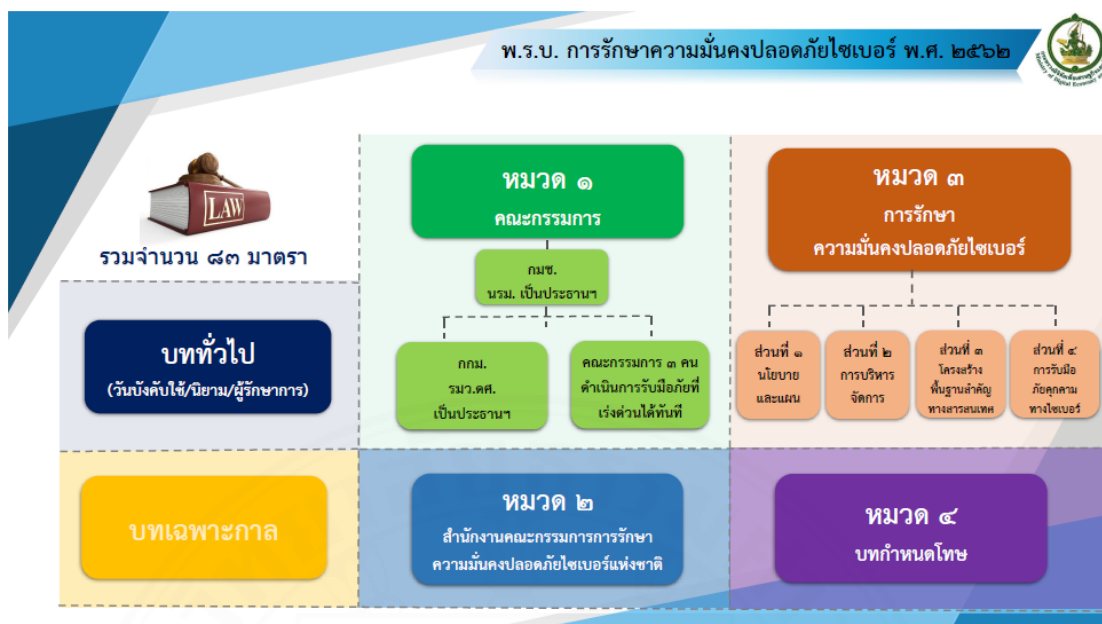 พ.ร.บ. การรักษาความมั่นคงปลอดภัยไซเบอร์ พ.ศ. ๒๕๖๒
LAW
รวมจำนวน ๘๓ มาตรา
บททั่วไป
(วันบังคับใช้/นิยาม/ผู้รักษาการ)
บทเฉพาะกาล
หมวด ๑
คณะกรรมการ
กมช.
นรม. เป็นประธานฯ
กกม.
รมว.ดศ.
เป็นประธานฯ
คณะกรรมการ ๓ คน
ดำเนินการรับมือภัยที่
เร่งด่วนได้ทันที
หมวด ๒
สำนักงานคณะกรรมการการรักษา
ความมั่นคงปลอดภัยไซเบอร์แห่งชาติ
หมวด ๓
การรักษา
ความมั่นคงปลอดภัยไซเบอร์
ส่วนที่ ๑
นโยบาย
และแผน
ส่วนที่ ๒
การบริหาร
จัดการ
ส่วนที่ ๓
โครงสร้าง
พื้นฐานสำคัญ
ทางสารสนเทศ
ส่วนที่ ๔
การรับมือ
ภัยคุกคาม
ทางไซเบอร์
หมวด ๔
บทกำหนดโทษ